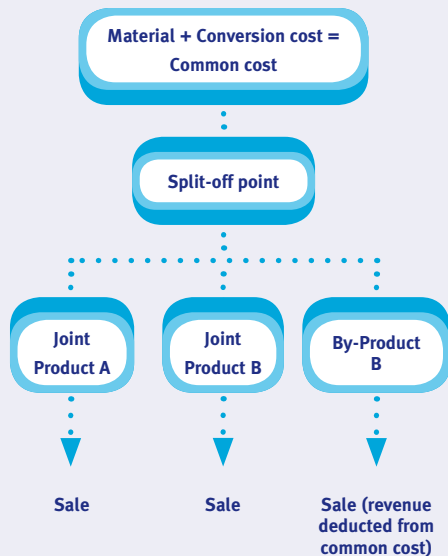 Material + Conversion cost =
Common cost
Split-off point
Joint
Product A
Joint
Product B
By-Product
B
Sale
Sale
Sale (revenue
deducted from
common cost)